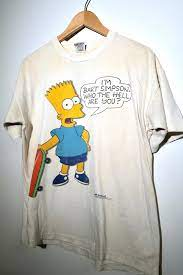 I'M
BART SIMPSON.
WHO THE HELL
ARE YOU?